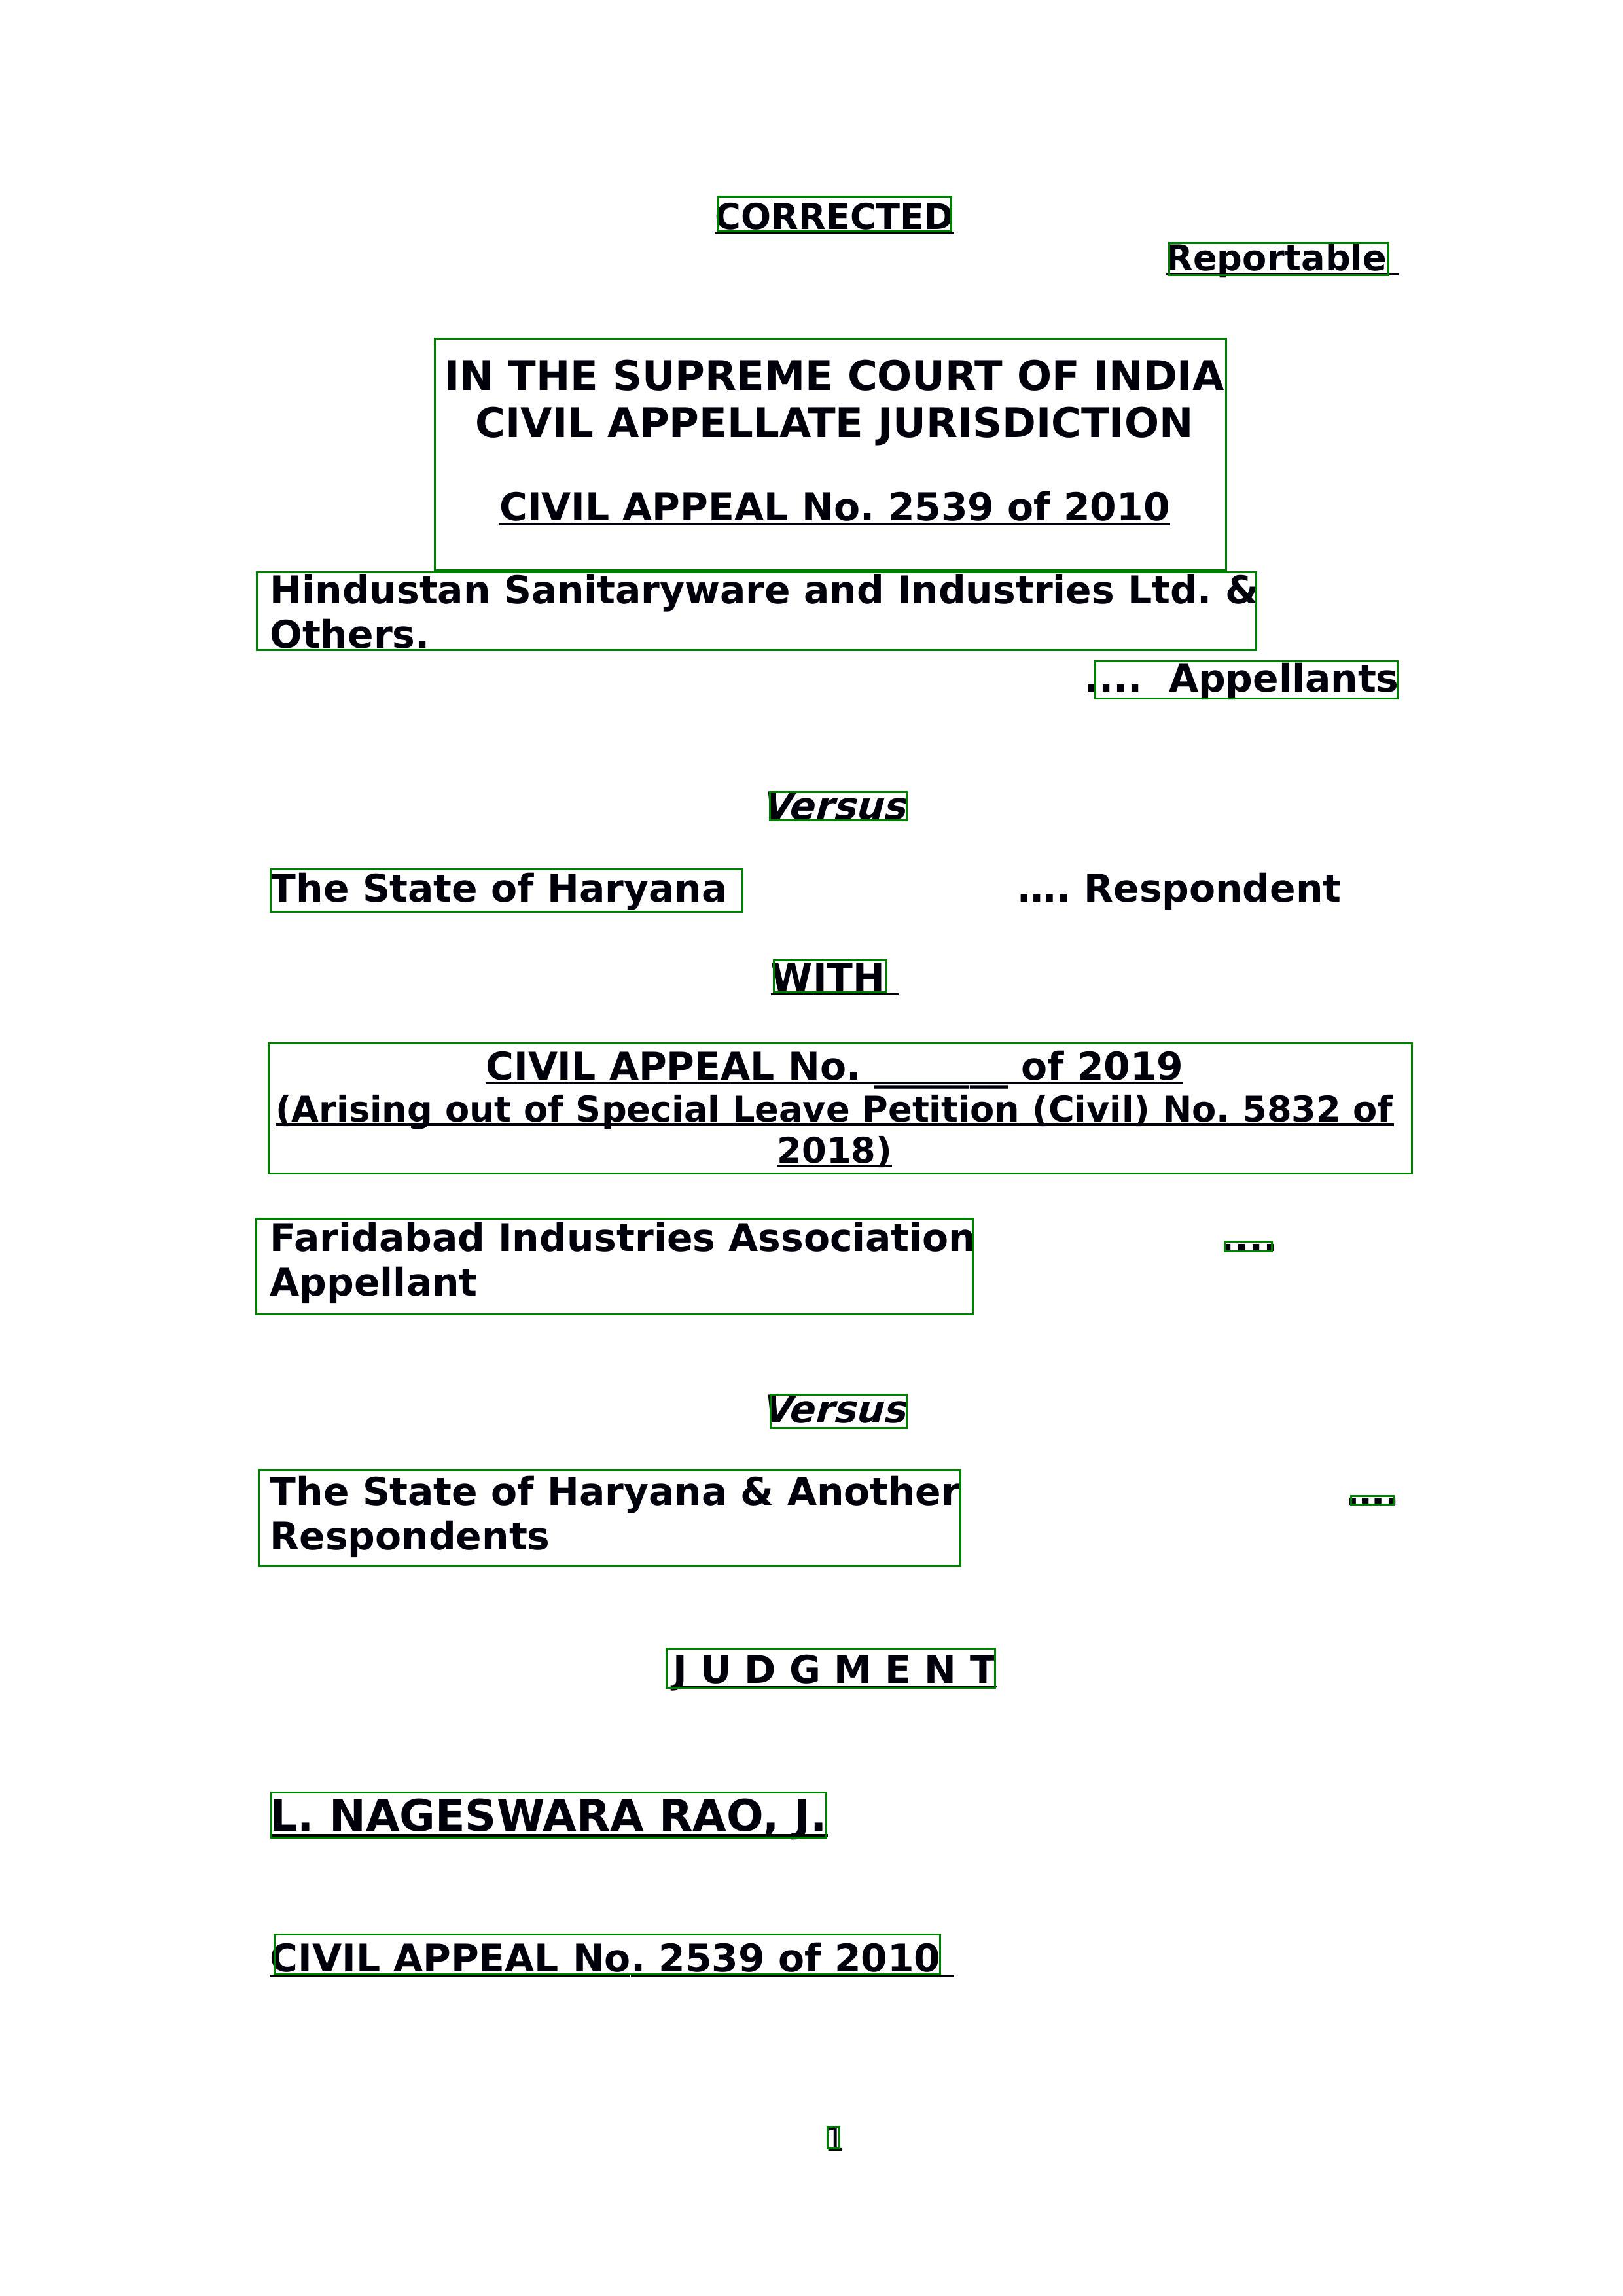 CORRECTED
Reportable
IN THE SUPREME COURT OF INDIA
CIVIL APPELLATE JURISDICTION
CIVIL APPEAL No. 2539 of 2010
Hindustan Sanitaryware and Industries Ltd. &
Others.
.... Appellants
Versus
The State of Haryana …. Respondent
WITH
CIVIL APPEAL No. _______ of 2019
(Arising out of Special Leave Petition (Civil) No. 5832 of
2018)
Faridabad Industries Association ….
Appellant
Versus
The State of Haryana & Another ….
Respondents
J U D G M E N T
L. NAGESWARA RAO, J.
CIVIL APPEAL No. 2539 of 2010
1